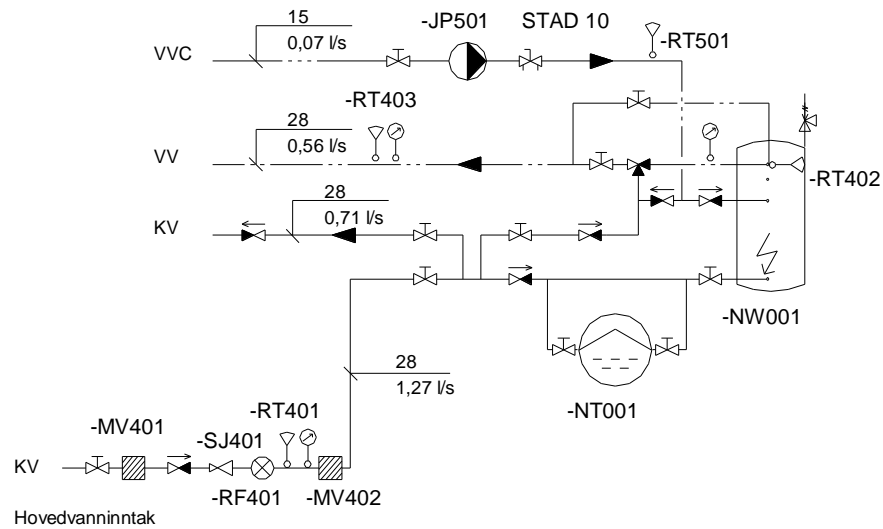 15
-JP501
STAD 10
VVC
0,07 l/s
-RT501
-RT403
28
VV
0,56 l/s
-RT402
28
KV
0,71 l/s
-NW001
28
1,27 l/s
-NT001
-RT401
-MV401
-SJ401
KV
-RF401
-MV402
Hovedvanninntak